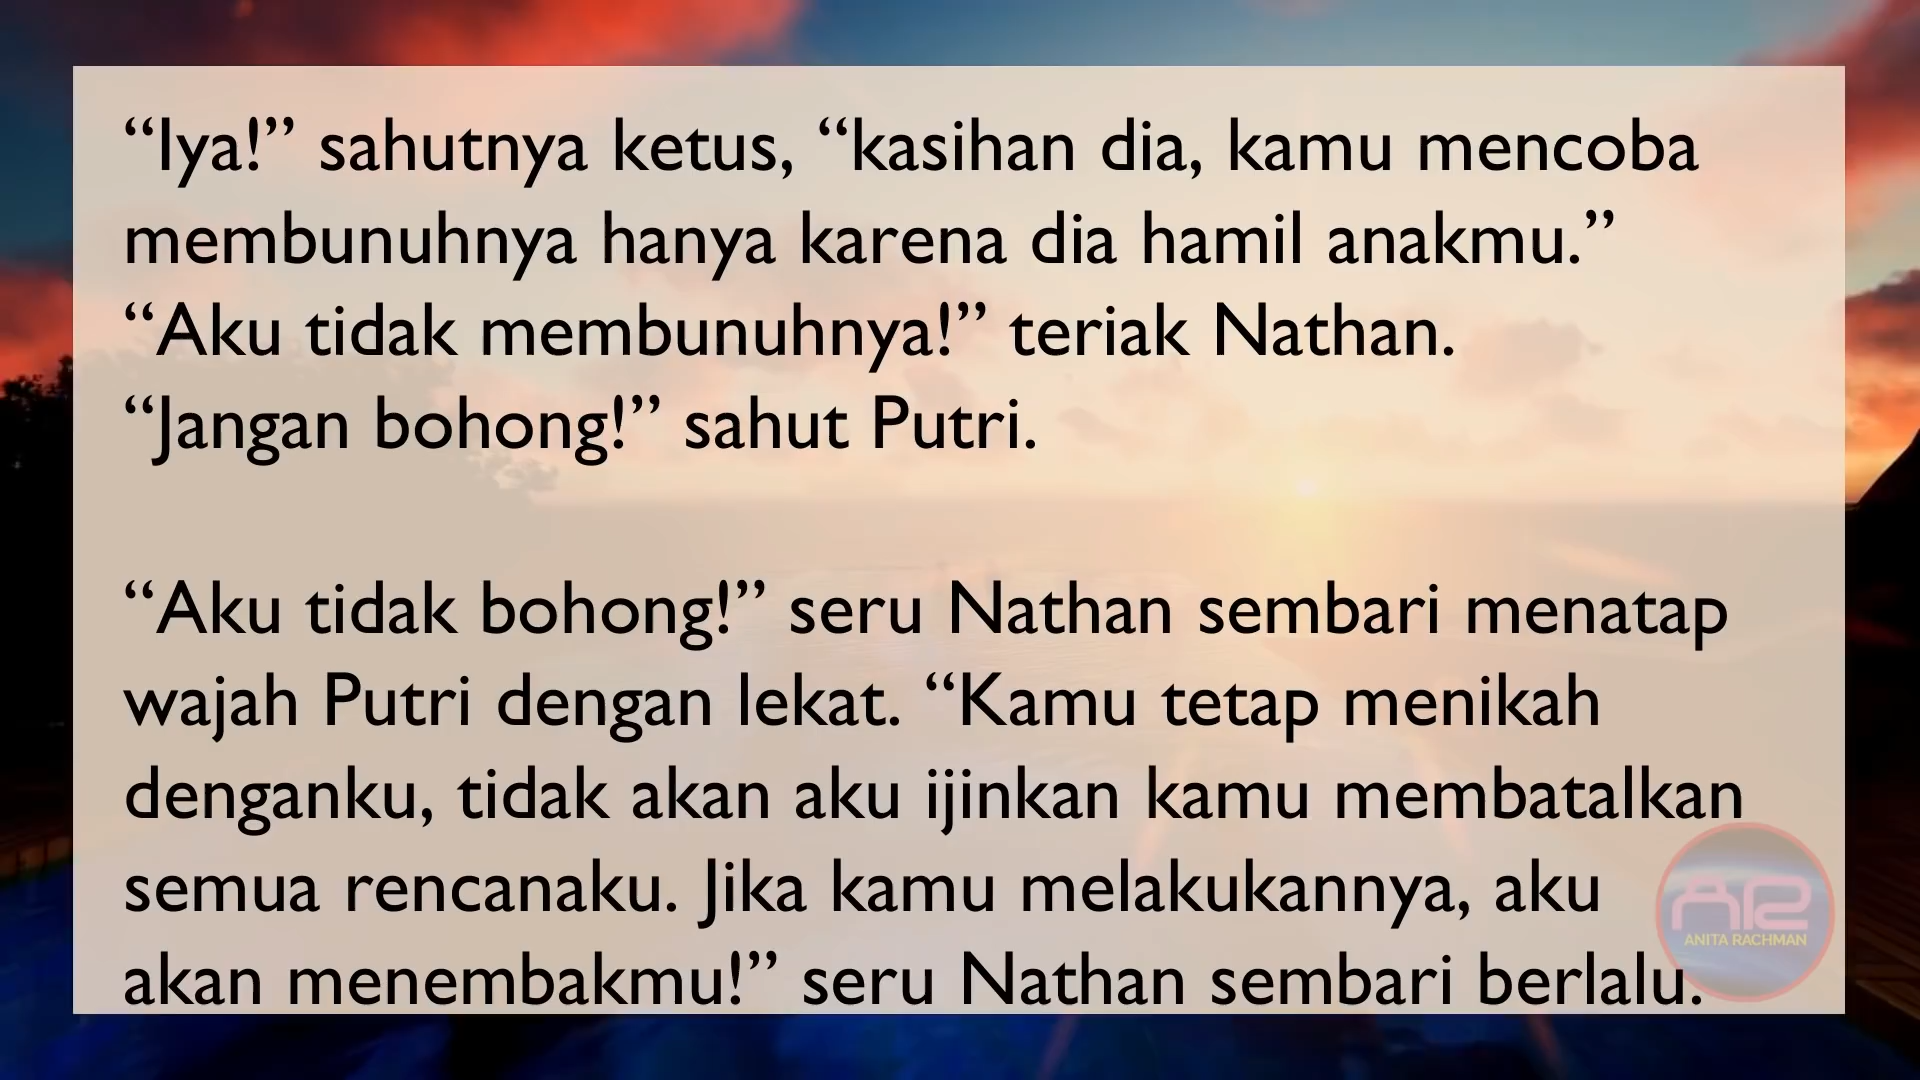 “Iya!” sahutnya ketus, “kasihan dia, kamu mencoba
membunuhnya hanya karena dia hamil anakmu.”
“Aku tidak membunuhnya!” teriak Nathan.
“Jangan bohong!” sahut Putri.
“Aku tidak bohong!” seru Nathan sembari menatap
wajah Putri dengan lekat. “Kamu tetap menikah
denganku, tidak akan aku ijinkan kamu membatalkan
semua rencanaku. Jika kamu melakukannya, aku
akan menembakmu!” seru Nathan sembari berlalu.
AR
ANITA RACHMAN